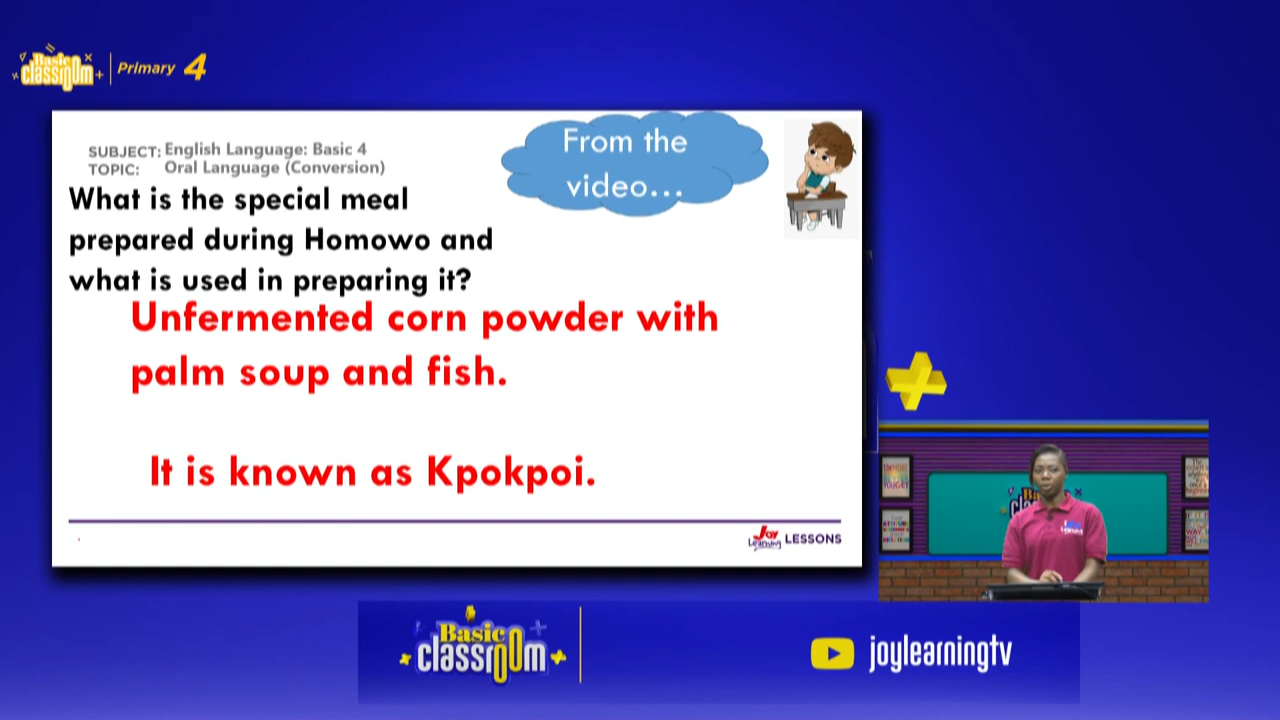 Basic
classroom
Primary 4
SUBJECT: English Language: Basic 4
TOPIC: Oral Language (Conversion)
From the
video...
What is the special meal
prepared during Homowo and
what is used in preparing it?
Unfermented corn powder with
palm soup and fish.
It is known as Kpokpoi.
Joy
Learning LESSONS
Basic
classroom
joylearningtv